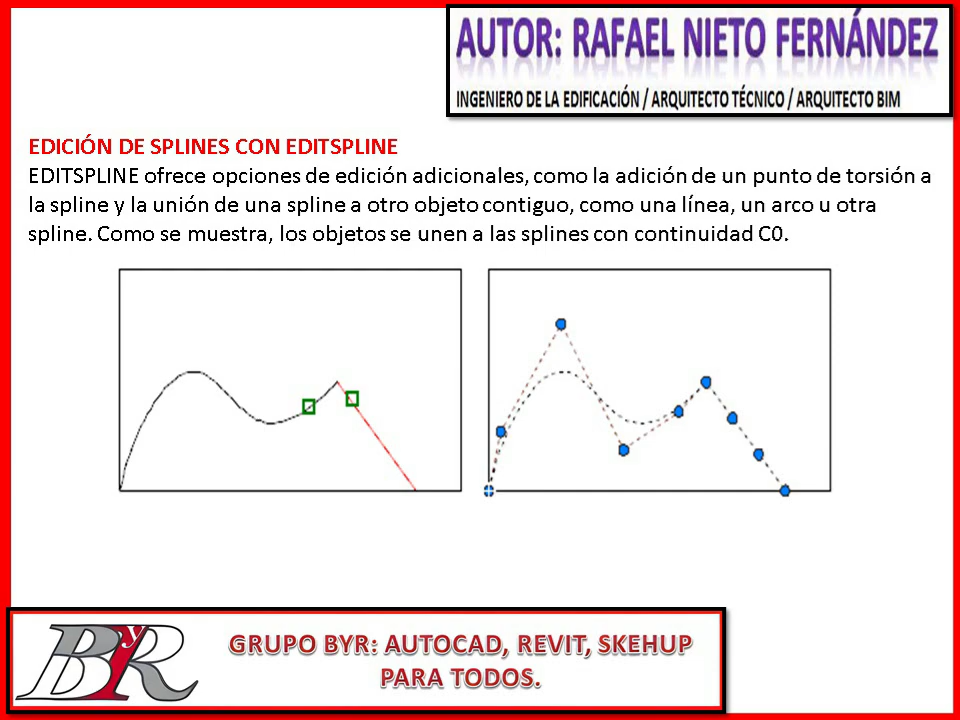 AUTOR: RAFAEL NIETO FERNÁNDEZ
INGENIERO DE LA EDIFICACIÓN / ARQUITECTO TÉCNICO / ARQUITECTO BIM
EDICIÓN DE SPLINES CON EDITSPLINE
EDITSPLINE ofrece opciones de edición adicionales, como la adición de un punto de torsión a
la spline y la unión de una spline a otro objeto contiguo, como una línea, un arco u otra
spline. Como se muestra, los objetos se unen a las splines con continuidad C0.
ByR
GRUPO BYR: AUTOCAD, REVIT, SKEHUP
PARA TODOS.